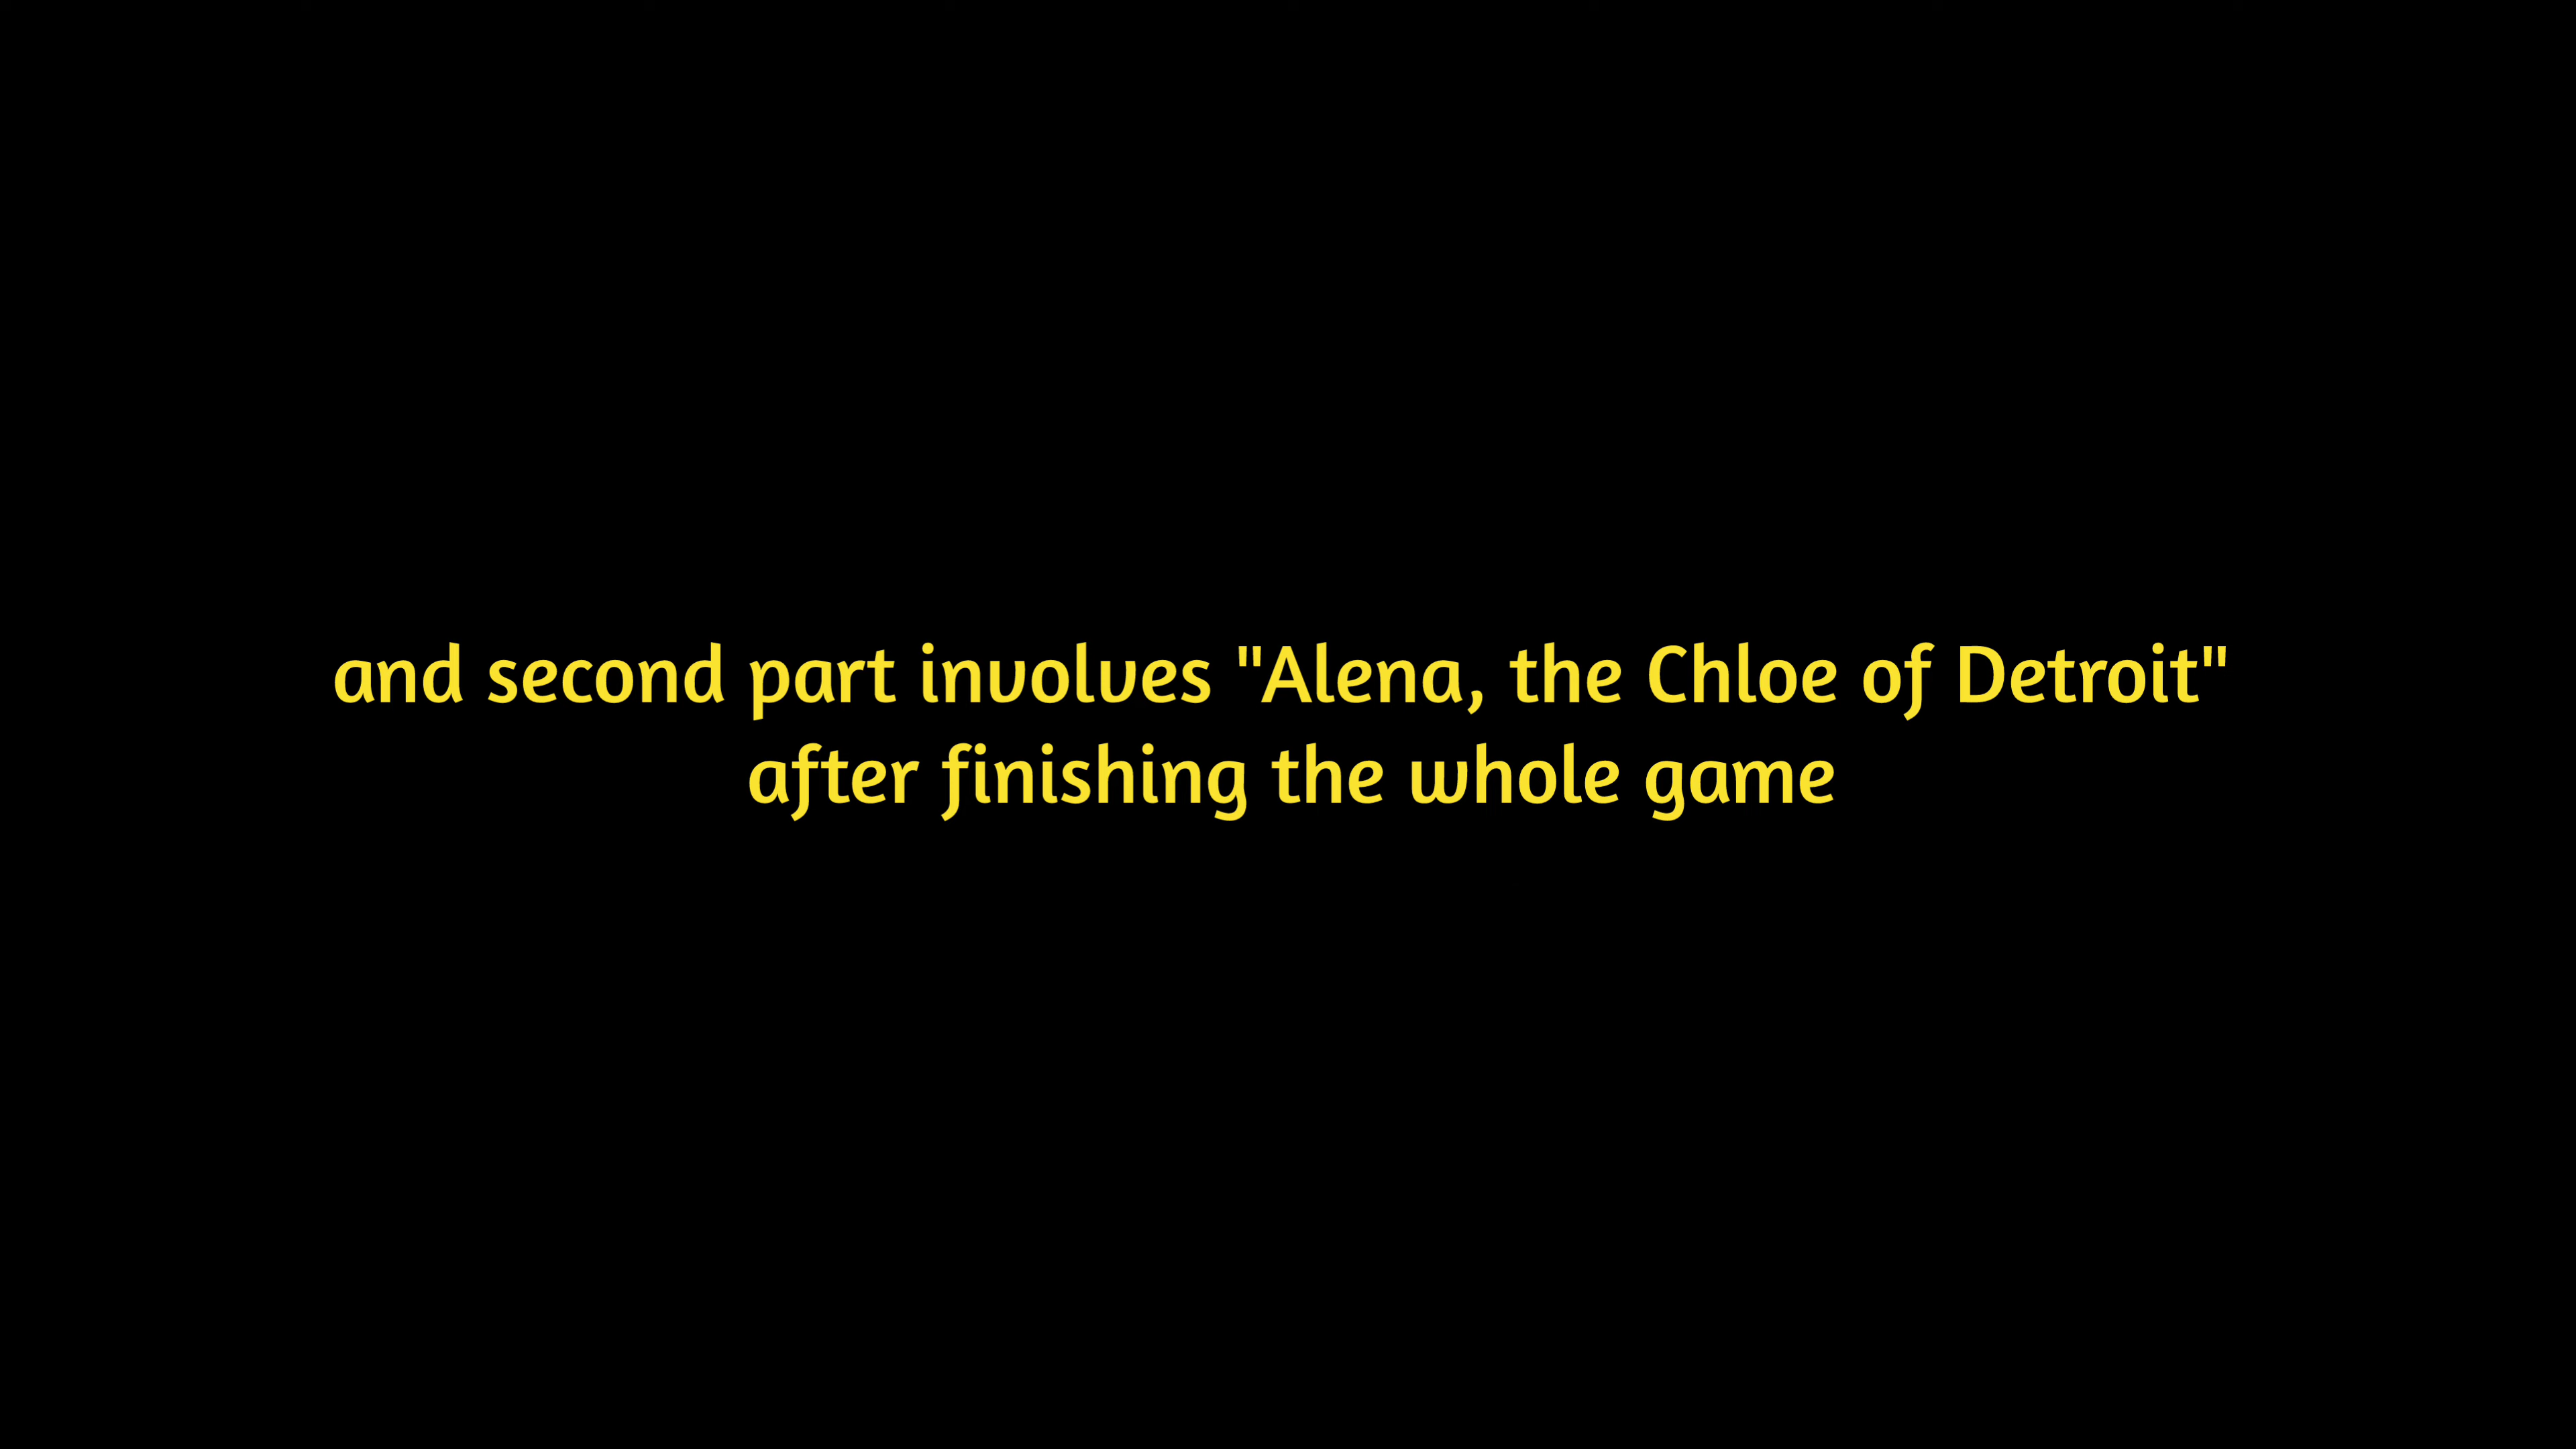 and second part involves "Alena, the Chloe of Detroit"
after finishing the whole game